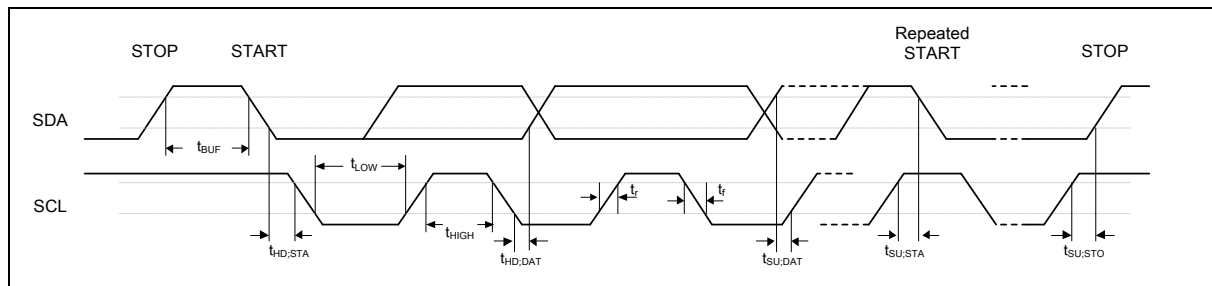 Repeated
STOP START START STOP
SDA
tBUF
tLOW
SCL
tr tf
tHIGH
tHD;STA tHD;DAT tSU;DAT tSU;STA tSU;STO